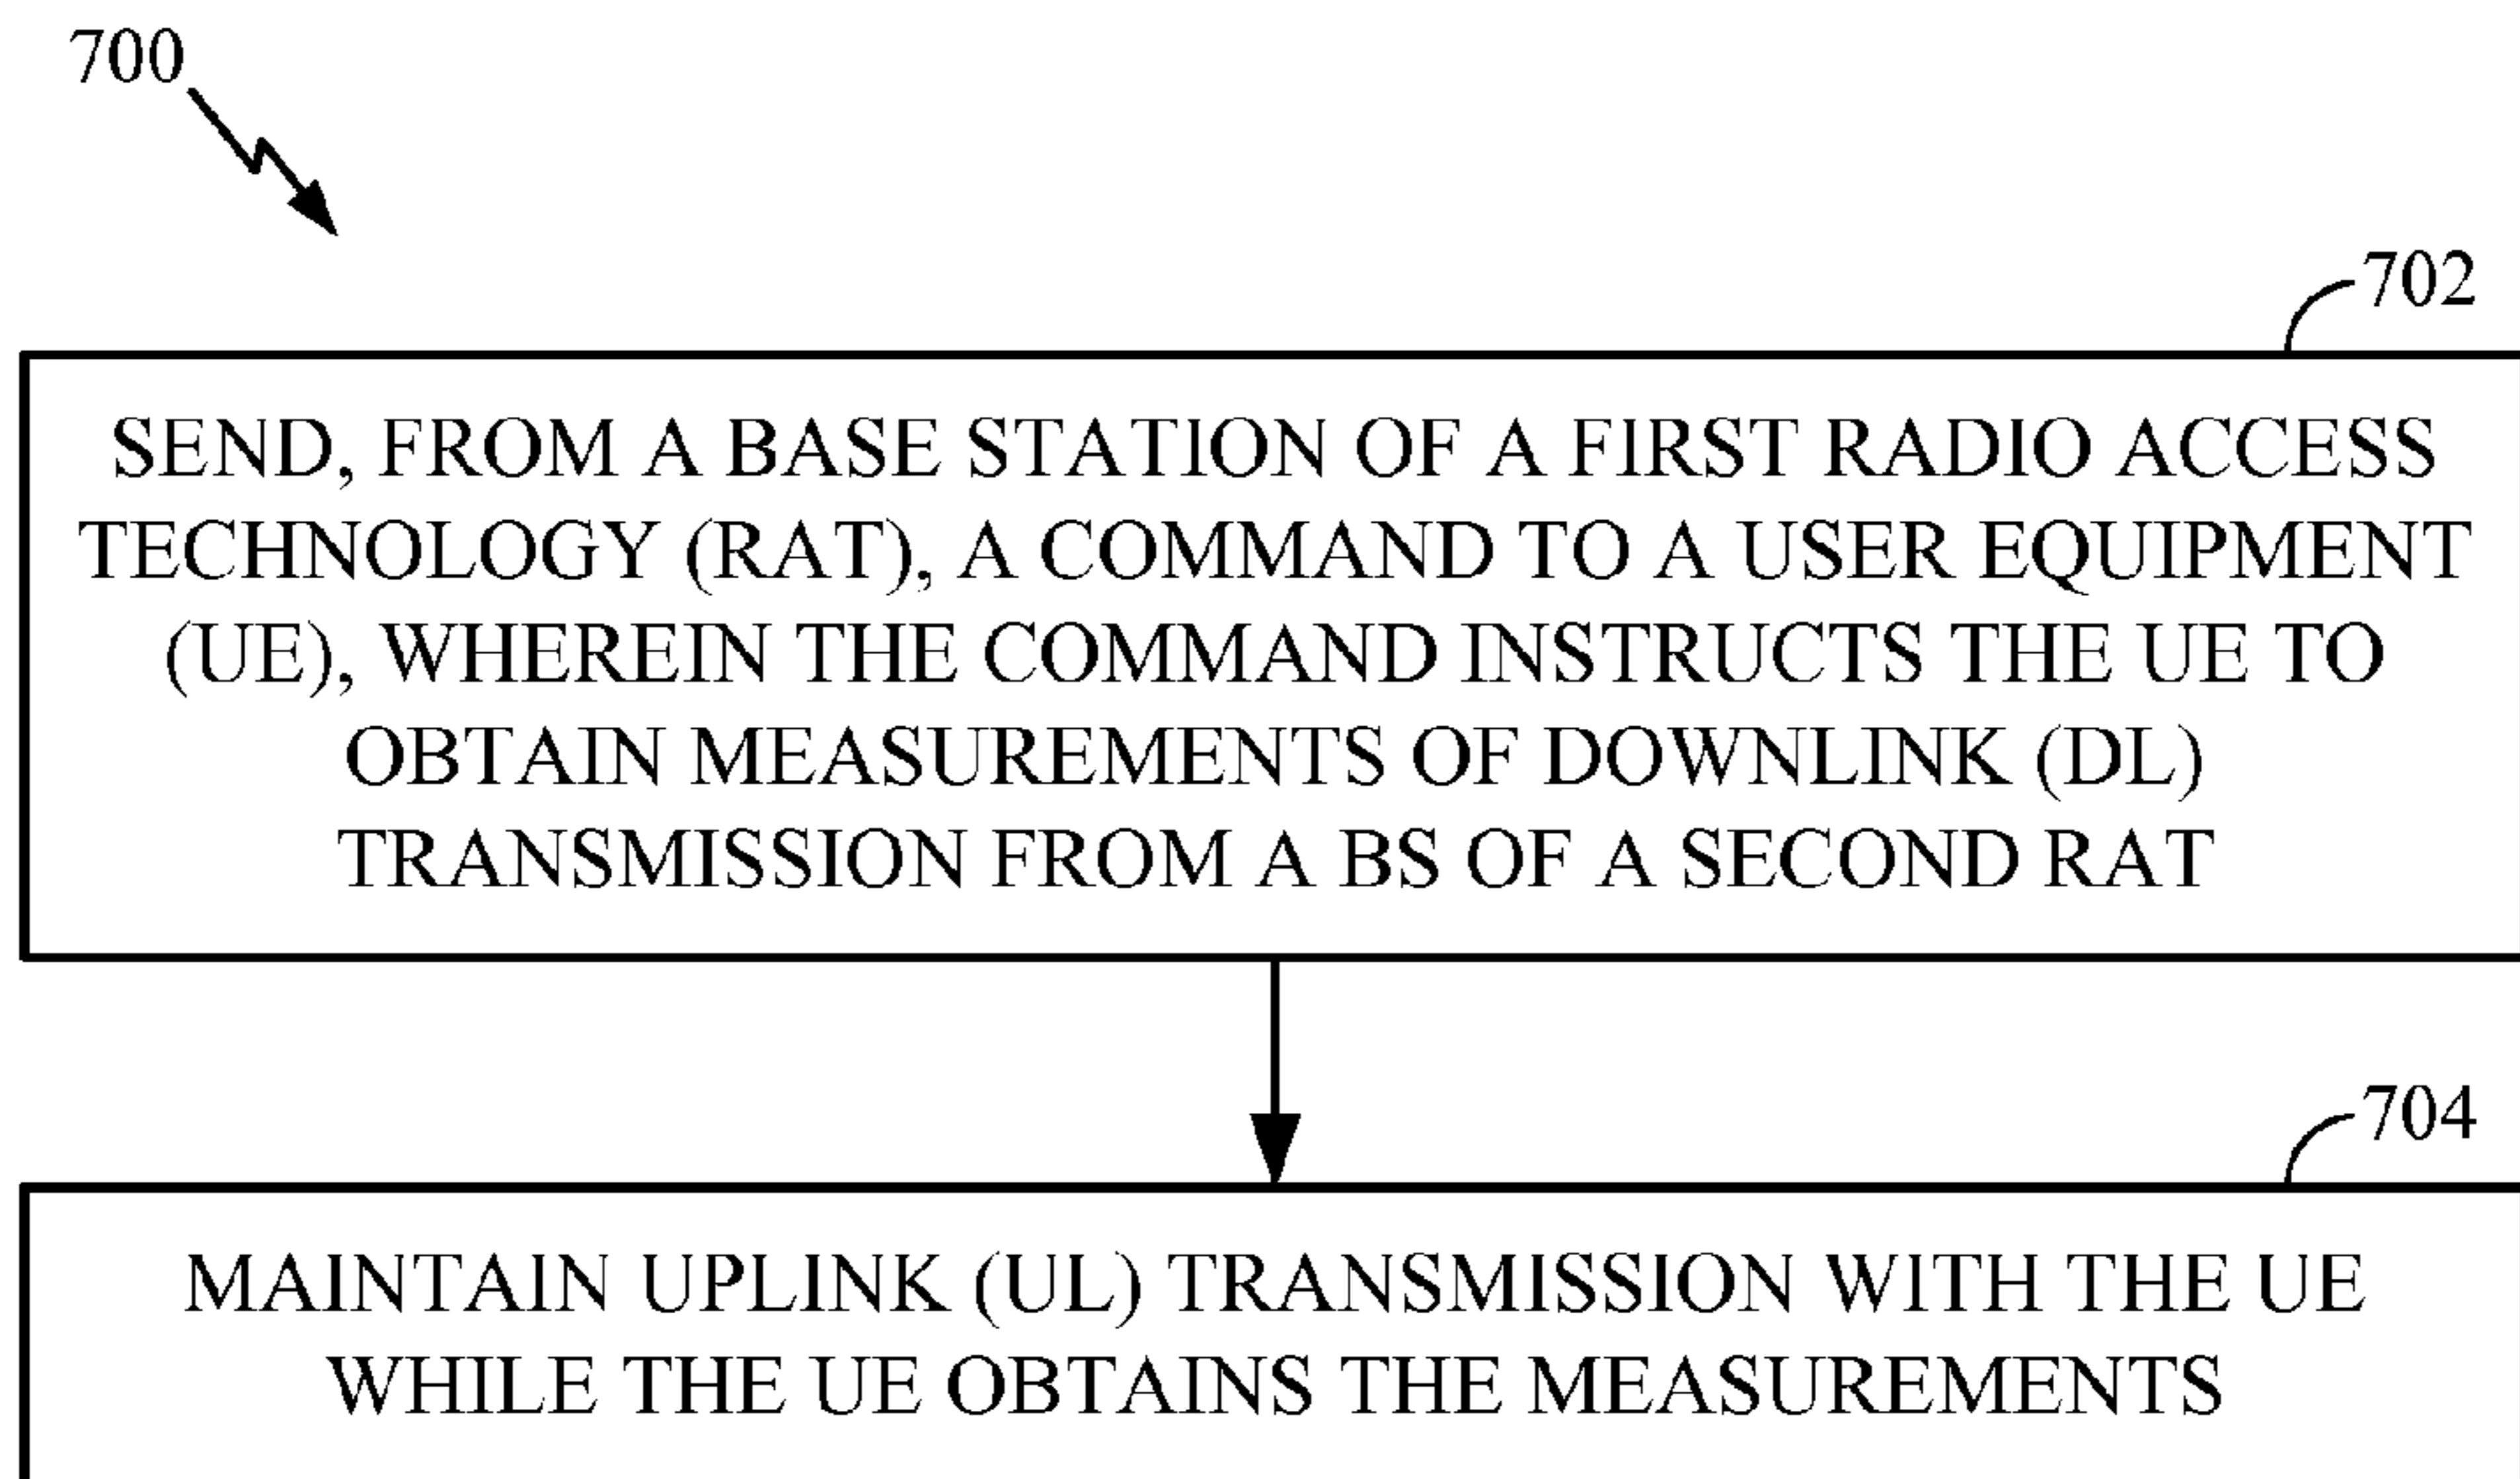 700
702
SEND, FROM A BASE STATION OF A FIRST RADIO ACCESS
TECHNOLOGY (RAT), A COMMAND TO A USER EQUIPMENT
(UE), WHEREIN THE COMMAND INSTRUCTS THE UE TO
OBTAIN MEASUREMENTS OF DOWNLINK (DL)
TRANSMISSION FROM A BS OF A SECOND RAT
704
MAINTAIN UPLINK (UL) TRANSMISSION WITH THE UE
WHILE THE UE OBTAINS THE MEASUREMENTS